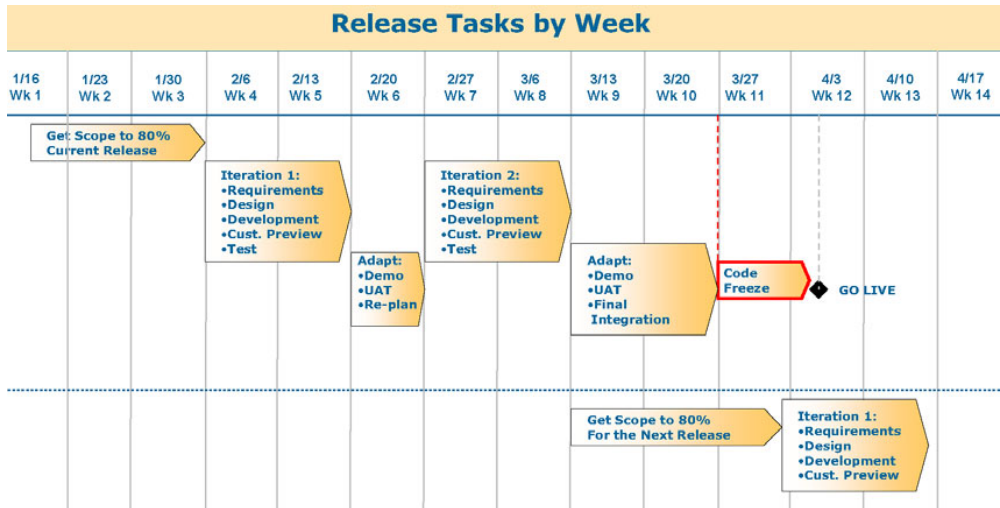 Release Tasks by Week
1/16 1/23 1/30 2/6 2/13 2/20 2/27 3/6 3/13 3/20 3/27 4/3 4/10 4/17
Wk 1 Wk 2 Wk 3 Wk 4 Wk 5 Wk 6 Wk 7 Wk 8 Wk 9 Wk 10 Wk 11 Wk 12 Wk 13 Wk 14
Get Scope to 80%
Current Release
Iteration 1:
•Requirements
•Design
•Development
•Cust. Preview
•Test
Adapt:
•Demo
•UAT
•Re-plan
Iteration 2:
•Requirements
•Design
•Development
•Cust. Preview
•Test
Adapt:
•Demo
•UAT
•Final
Integration
Code
Freeze
GO LIVE
Get Scope to 80%
For the Next Release
Iteration 1:
•Requirements
•Design
•Development
•Cust. Preview